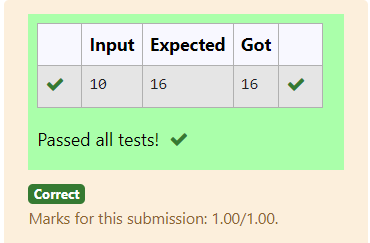 Input Expected Got
10 16 16
Passed all tests!
Correct
Marks for this submission: 1.00/1.00.